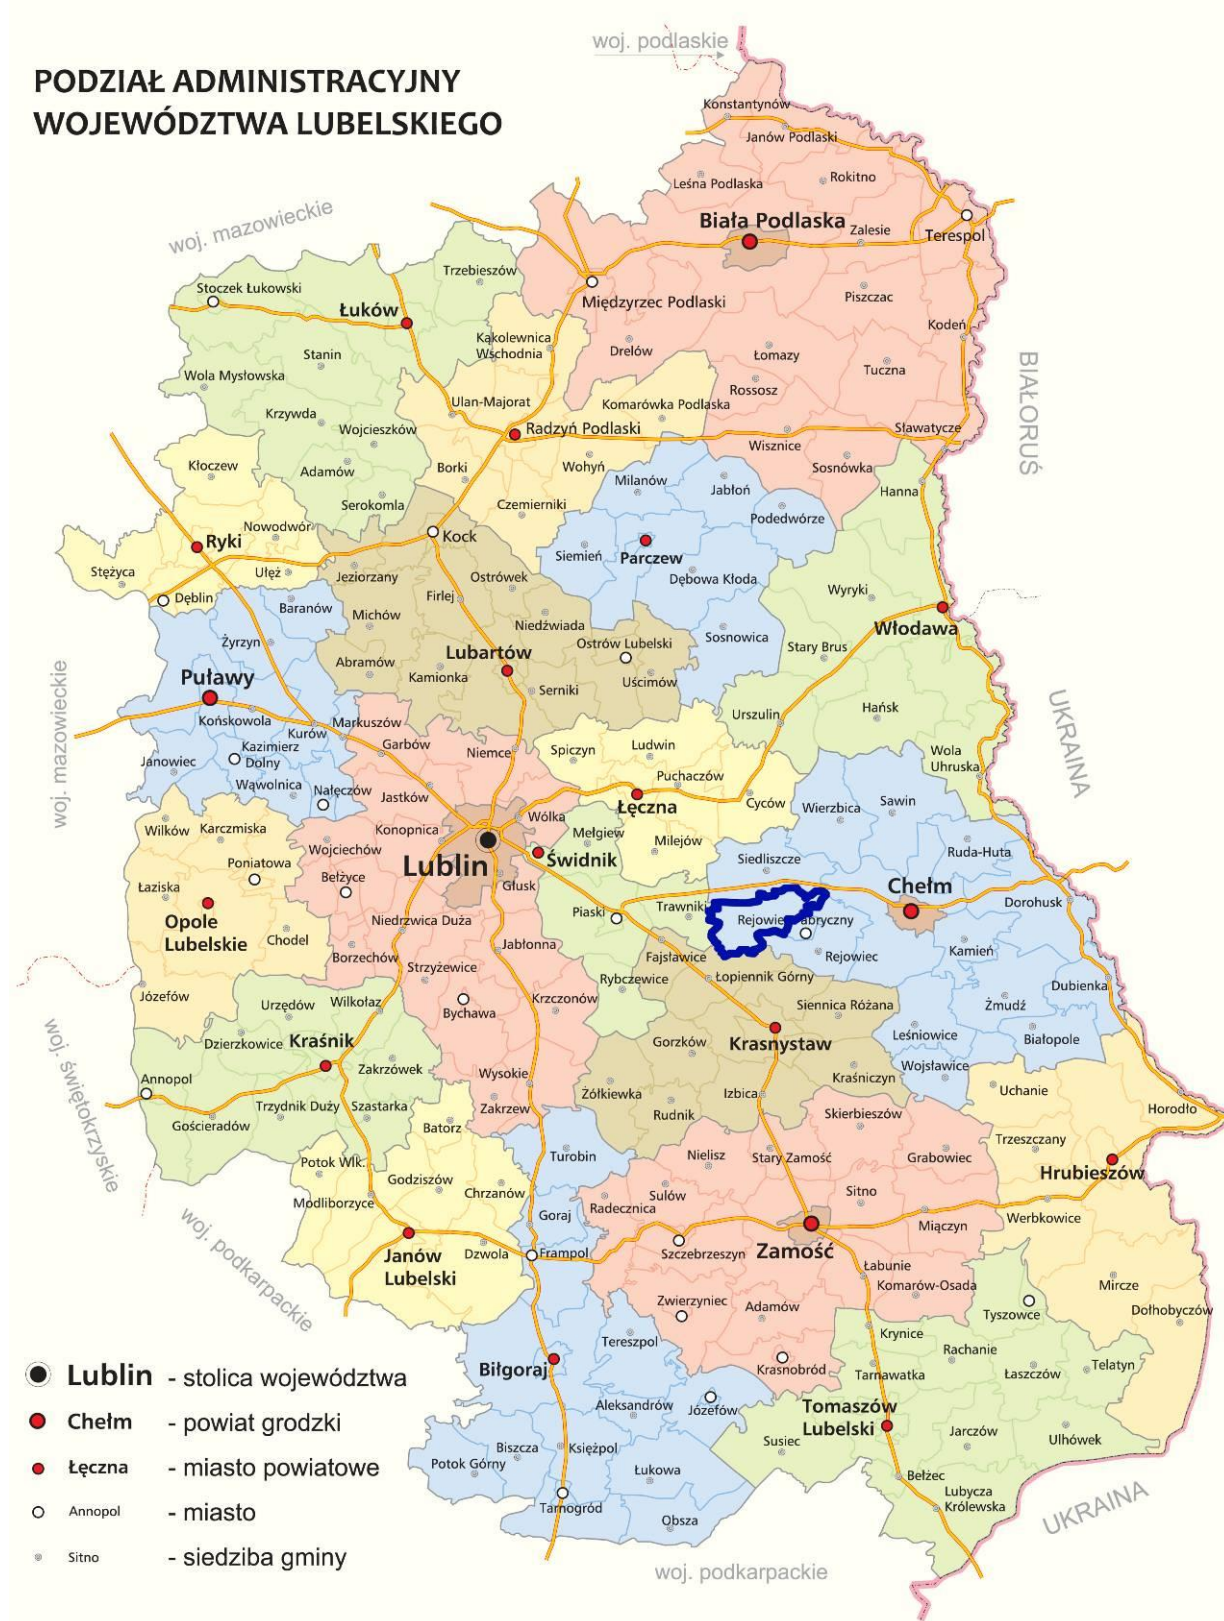 woj. podlaskie
PODZIAŁ ADMINISTRACYJNY
WOJEWÓDZTWA LUBELSKIEGO
Konstantynów
Janów Podlaski
Leśna Podlaska
Rokitno
woj. mazowieckie
Biała Podlaska
Zalesie
Terespol
Trzebieszów
Stoczek Łukowski
Międzyrzec Podlaski
Piszczac
Łuków
Kodeń
Kąkolewnica
Wschodnia
Stanin
Drelów
Łomazy
Tuczna
BIAŁORUŚ
Wola Mysłowska
Rossosz
Ulan-Majorat
Komarówka Podlaska
Krzywda
Wojcieszków
Radzyń Podlaski
Sławatycze
Wisznice
Kłoczew
Adamów
Borki
Wohyń
Sosnówka
Milanów
Jabłoń
Hanna
Serokomla
Czemierniki
Podedwórze
Nowodwór
Ryki
Kock
Siemień
Parczew
Stężyca
Ułęż
Jeziorzany
Ostrówek
Dębowa Kłoda
Dęblin
Baranów
Firlej
Wyryki
Michów
Niedźwiada
Włodawa
Żyrzyn
Ostrów Lubelski
Sosnowica
Stary Brus
Lubartów
Abramów
Kamionka
Puławy
Serniki
Uścimów
woj. mazowieckie
Końskowola
Markuszów
Urszulin
Hańsk
UKRAINA
Kurów
Kazimierz
Dolny
Garbów
Niemce
Spiczyn
Ludwin
Wola
Uhruska
Janowiec
Wąwolnica
Nałęczów
Puchaczów
Jastków
Łęczna
Cyców
Wierzbica
Sawin
Wilków
Karczmiska
Konopnica
Wólka
Mełgiew
Milejów
Wojciechów
Lublin
Świdnik
Siedliszcze
Ruda-Huta
Poniatowa
Bełżyce
Głusk
Chełm
Łaziska
Trawniki
Dorohusk
Opole
Lubelskie
Niedrzwica Duża
Piaski
Rejowiec Fabryczny
Chodel
Jabłonna
Borzechów
Strzyżewice
Fajsławice
Rejowiec
Kamień
Rybczewice
Łopiennik Górny
Józefów
Urzędów
Wilkołaz
Krzczonów
Dubienka
Bychawa
Siennica Różana
Żmudź
Dzierzkowice
Kraśnik
Gorzków
Krasnystaw
Leśniowice
Białopole
woj. świętokrzyskie
Zakrzówek
Wysokie
Wojsławice
Annopol
Żółkiewka
Izbica
Kraśniczyn
Uchanie
Trzydnik Duży
Szastarka
Zakrzew
Rudnik
Skierbieszów
Horodło
Gościeradów
Batorz
Turobin
Nielisz
Stary Zamość
Grabowiec
Trzeszczany
Potok Wlk.
Hrubieszów
Godziszów
Chrzanów
Sułów
Sitno
Modliborzyce
Radecznica
Goraj
Miączyn
Werbkowice
woj. podkarpackie
Janów
Lubelski
Dzwola
Frampol
Szczebrzeszyn
Zamość
Łabunie
Komarów-Osada
Mircze
Zwierzyniec
Adamów
Tyszowce
Dołhobyczów
Tereszpol
Krynice
Rachanie
Biłgoraj
Krasnobród
Tarnawatka
Łaszczów
Telatyn
Aleksandrów
Józefów
Tomaszów
Lubelski
Jarczów
Ulhówek
Susiec
Biszcza
Księżpol
Potok Górny
Łukowa
Bełżec
Lubycza
Królewska
Tarnogród
Obsza
UKRAINA
woj. podkarpackie
Lublin - stolica województwa
Chełm - powiat grodzki
Łęczna - miasto powiatowe
Annopol - miasto
Sitno - siedziba gminy